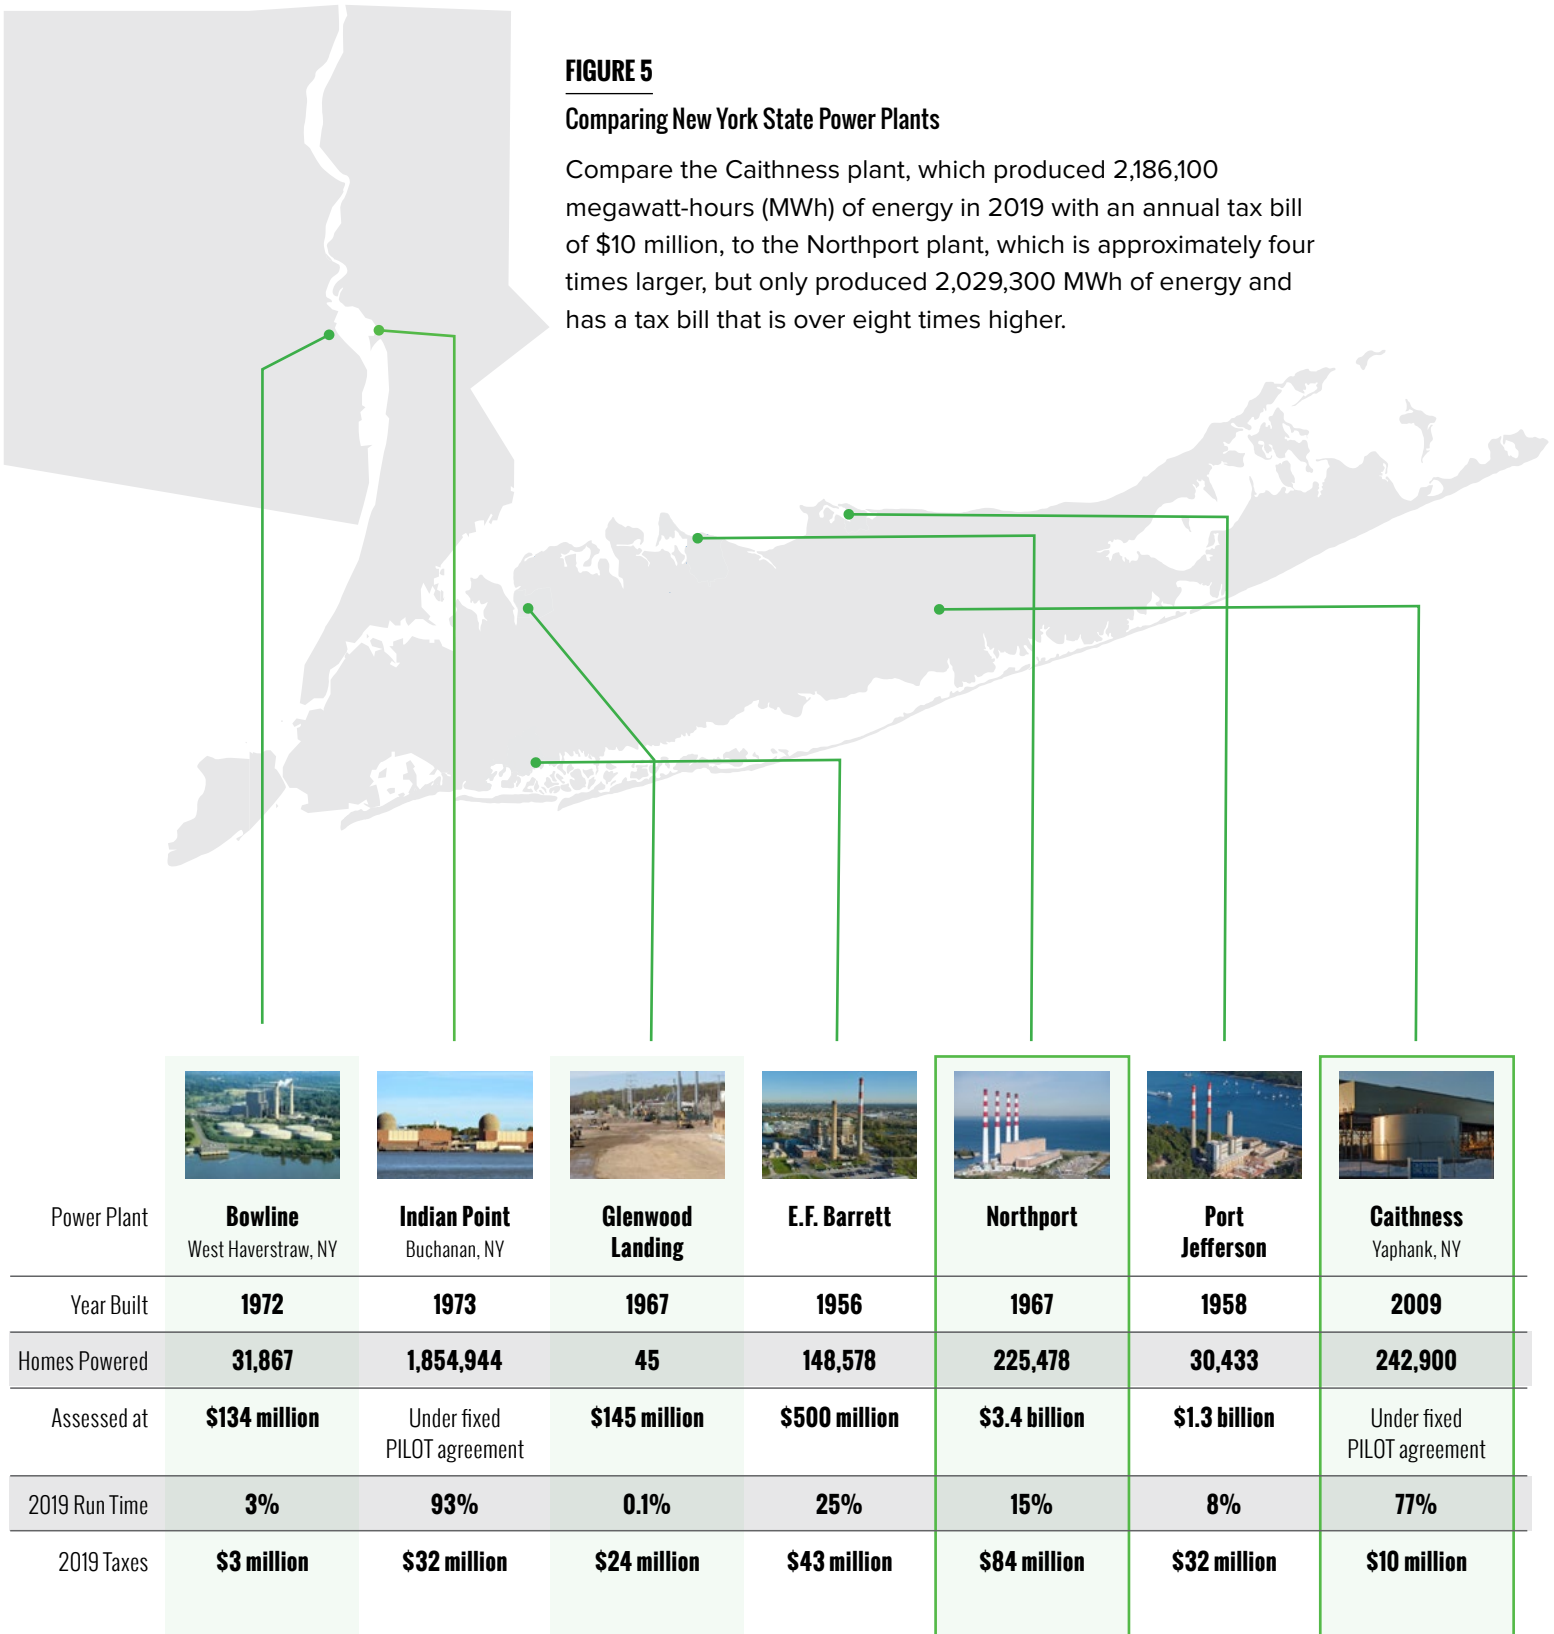 FIGURE 5
Comparing New York State Power Plants
Compare the Caithness plant, which produced 2,186,100
megawatt-hours (MWh) of energy in 2019 with an annual tax bill
of $10 million, to the Northport plant, which is approximately four
times larger, but only produced 2,029,300 MWh of energy and
has a tax bill that is over eight times higher.
Power Plant Bowline Indian Point Glenwood E.F. Barrett Northport Port Caithness
West Haverstraw, NY Buchanan, NY Landing Jefferson Yaphank, NY
Year Built 1972 1973 1967 1956 1967 1958 2009
Homes Powered 31,867 1,854,944 45 148,578 225,478 30,433 242,900
Assessed at $134 million Under fixed $145 million $500 million $3.4 billion $1.3 billion Under fixed
PILOT agreement PILOT agreement
2019 Run Time 3% 93% 0.1% 25% 15% 8% 77%
2019 Taxes $3 million $32 million $24 million $43 million $84 million $32 million $10 million